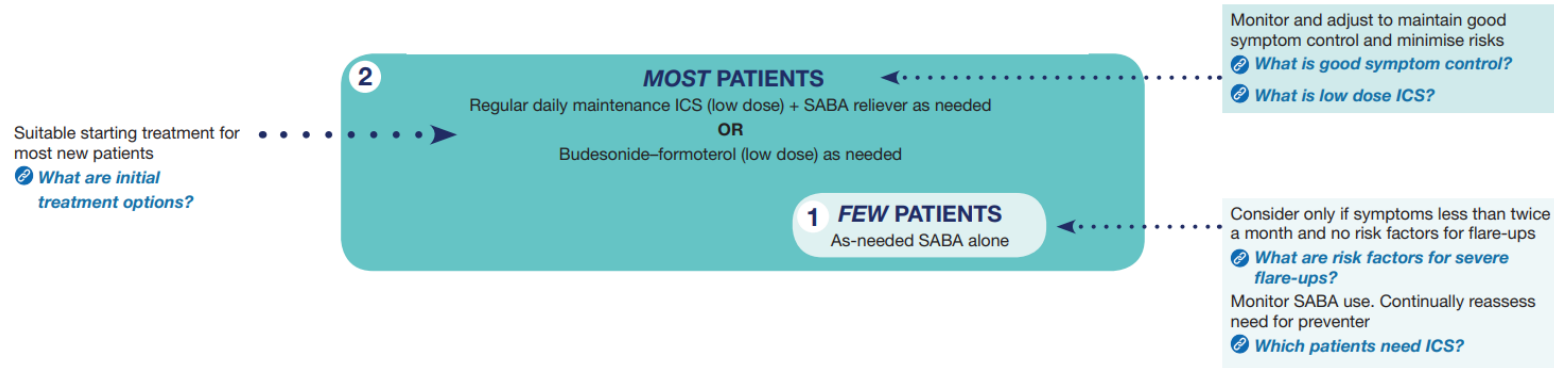 Monitor and adjust to maintain good
symptom control and minimise risks
What is good symptom control?
What is low dose ICS?
2
MOST PATIENTS
Regular daily maintenance ICS (low dose) + SABA reliever as needed
OR
Budesonide–formoterol (low dose) as needed
Suitable starting treatment for
most new patients
What are initial
treatment options?
1
FEW PATIENTS
As-needed SABA alone
Consider only if symptoms less than twice
a month and no risk factors for flare-ups
What are risk factors for severe
flare-ups?
Monitor SABA use. Continually reassess
need for preventer
Which patients need ICS?